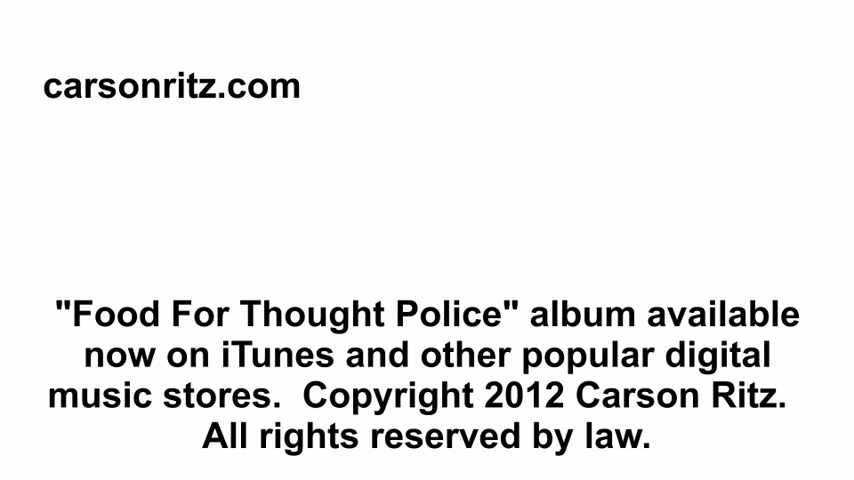 carsonritz.com
"Food For Thought Police" album available
now on iTunes and other popular digital
music stores.  Copyright 2012 Carson Ritz.
All rights reserved by law.